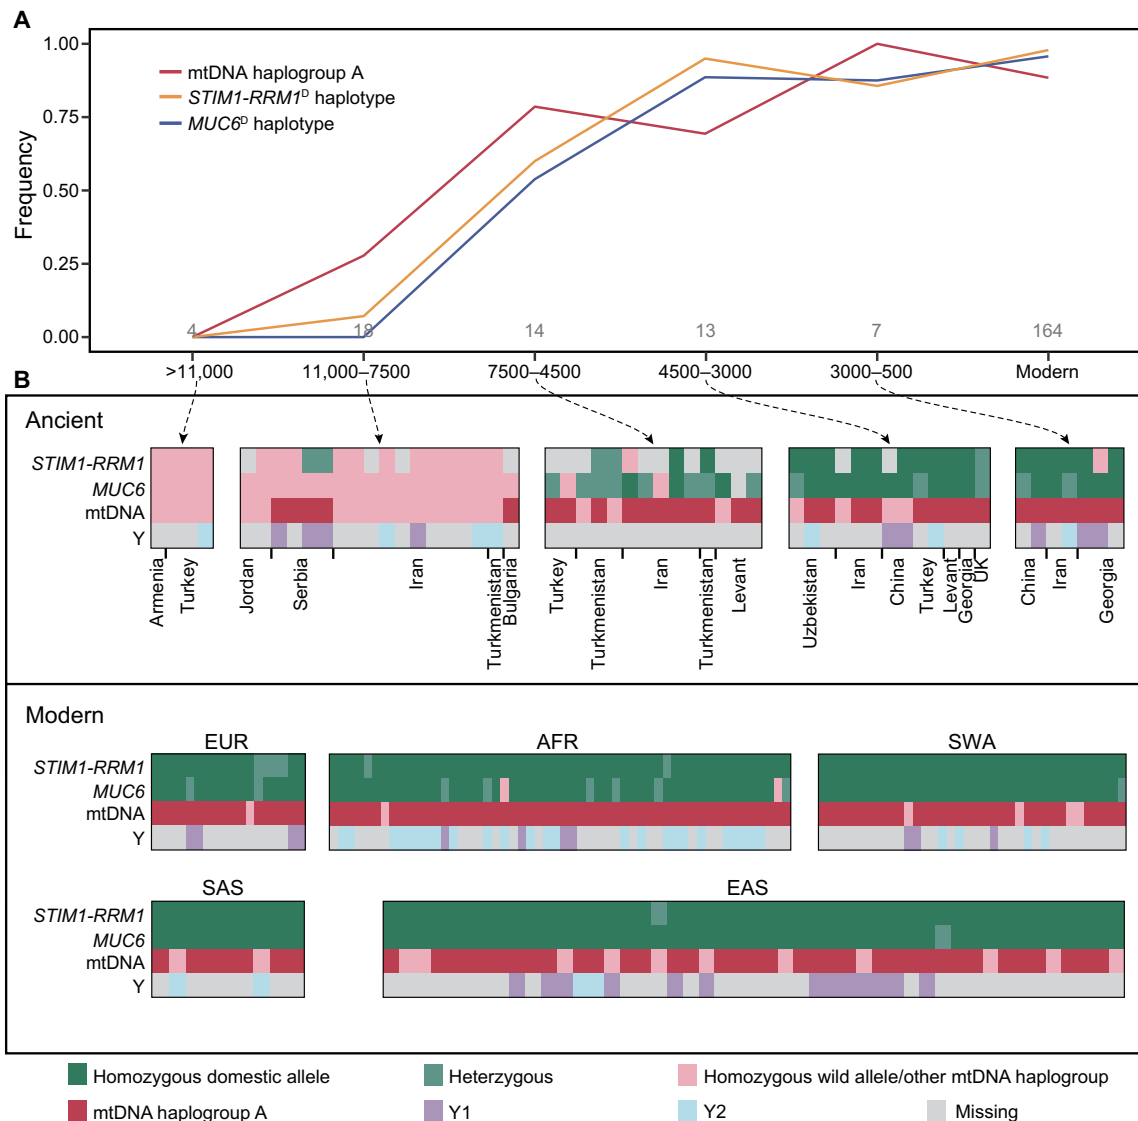 A
1.00
0.75
0.50
0.25
0.00
Frequency
mtDNA haplogroup A
STIM1-RRM1ᴰ haplotype
MUC6ᴰ haplotype
4 18 14 13 7 164
>11,000 11,000–7500 7500–4500 4500–3000 3000–500 Modern
B
Ancient
STIM1-RRM1
MUC6
mtDNA
Y
Armenia Turkey Jordan Serbia Iran Turkmenistan Bulgaria Turkey Turkmenistan Iran Turkmenistan Levant Uzbekistan Iran China Turkey Levant Georgia UK China Iran Georgia
Modern
EUR AFR SWA
STIM1-RRM1
MUC6
mtDNA
Y
SAS EAS
STIM1-RRM1
MUC6
mtDNA
Y
Homozygous domestic allele Heterzygous Homozygous wild allele/other mtDNA haplogroup
mtDNA haplogroup A Y1 Y2 Missing